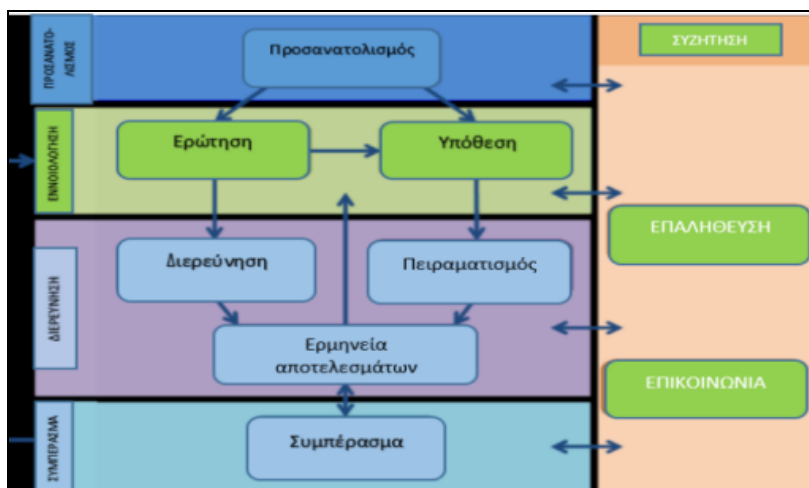 ΠΡΟΣΑΝΑΤΟ-
ΛΙΣΜΟΣ
Προσανατολισμός
ΣΥΖΗΤΗΣΗ
ΕΝΝΟΙΟΛΟΓΗΣΗ
Ερώτηση
Υπόθεση
ΕΠΑΛΗΘΕΥΣΗ
ΔΙΕΡΕΥΝΗΣΗ
Διερεύνηση
Πειραματισμός
Ερμηνεία
αποτελεσμάτων
ΕΠΙΚΟΙΝΩΝΙΑ
ΣΥΜΠΕΡΑΣΜΑ
Συμπέρασμα